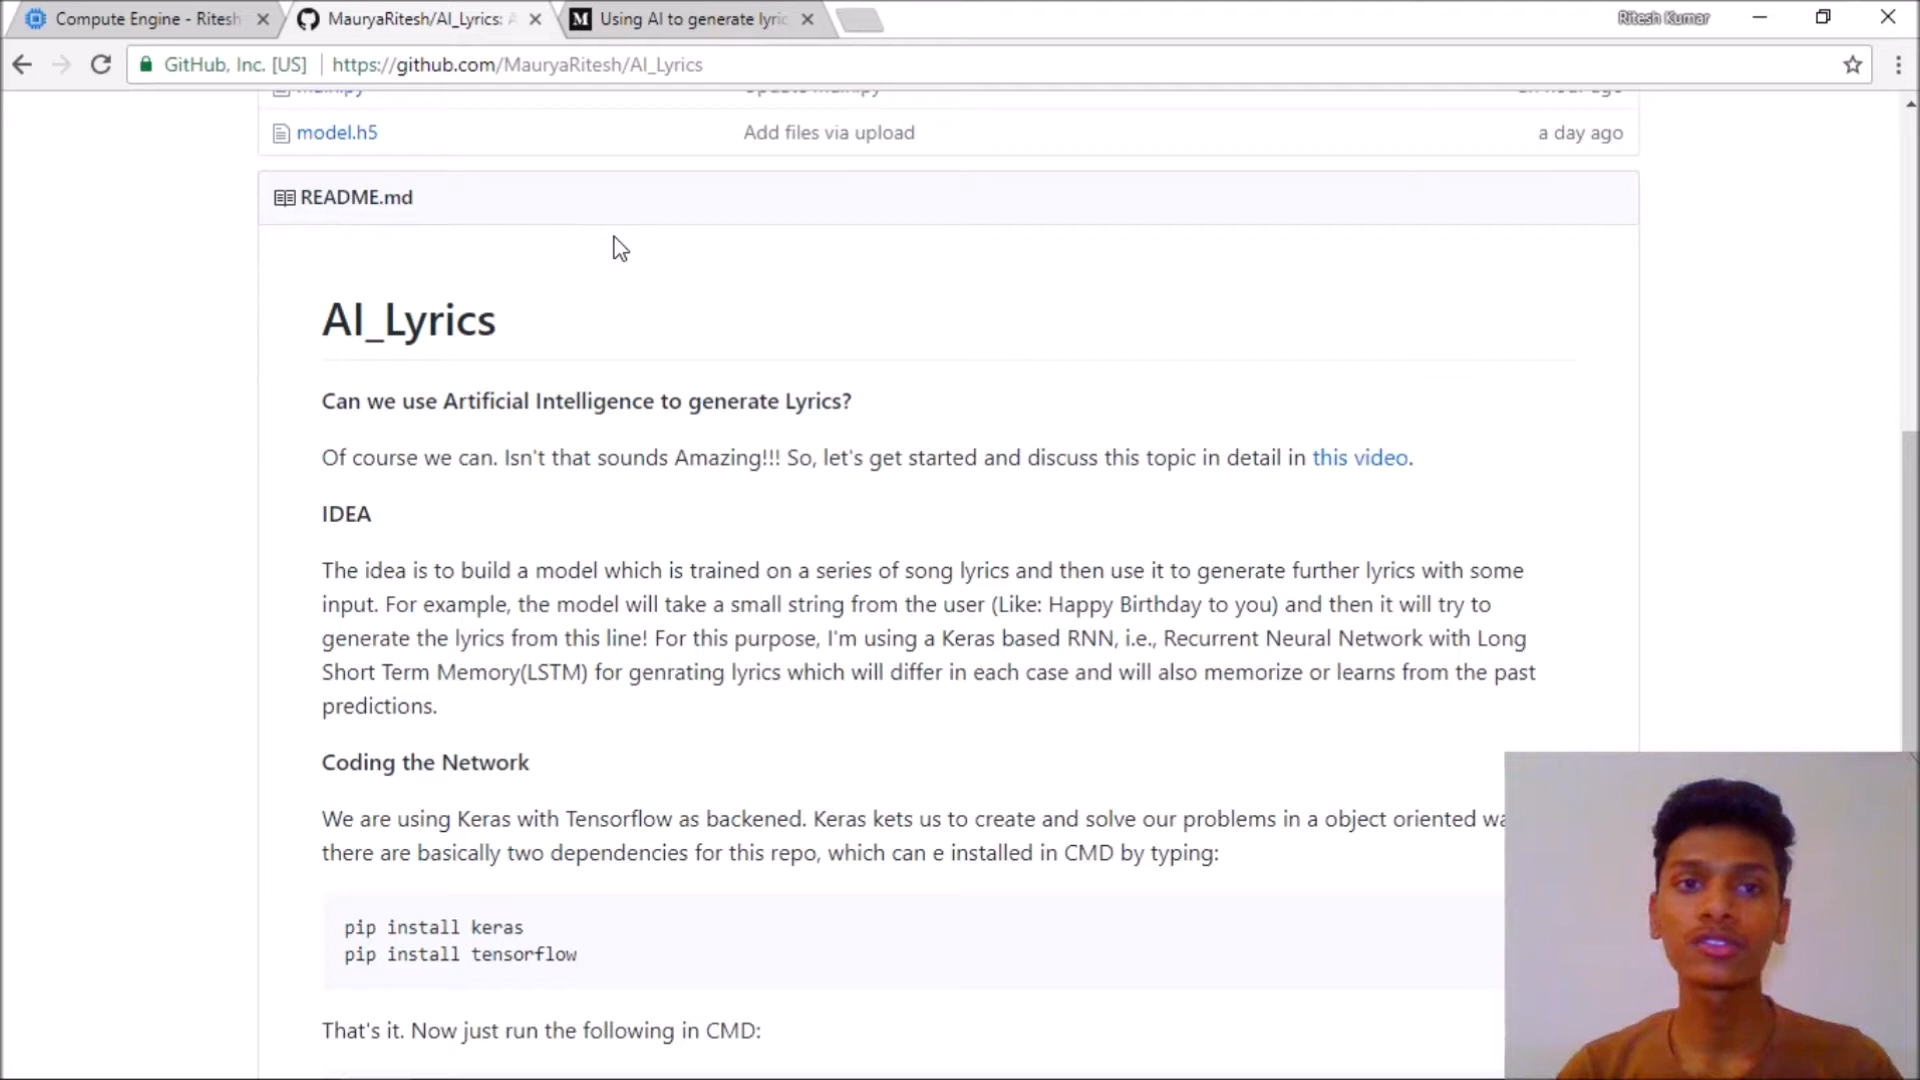 Compute Engine - Ritesh
MauryaRitesh/AI_Lyrics: A
Using AI to generate lyric
Ritesh Kumar
GitHub, Inc. [US] https://github.com/MauryaRitesh/AI_Lyrics
main.py Update main.py an hour ago
model.h5 Add files via upload a day ago
README.md
AI_Lyrics
Can we use Artificial Intelligence to generate Lyrics?
Of course we can. Isn't that sounds Amazing!!! So, let's get started and discuss this topic in detail in this video.
IDEA
The idea is to build a model which is trained on a series of song lyrics and then use it to generate further lyrics with some
input. For example, the model will take a small string from the user (Like: Happy Birthday to you) and then it will try to
generate the lyrics from this line! For this purpose, I'm using a Keras based RNN, i.e., Recurrent Neural Network with Long
Short Term Memory(LSTM) for genrating lyrics which will differ in each case and will also memorize or learns from the past
predictions.
Coding the Network
We are using Keras with Tensorflow as backened. Keras kets us to create and solve our problems in a object oriented wa
there are basically two dependencies for this repo, which can e installed in CMD by typing:
pip install keras
pip install tensorflow
That's it. Now just run the following in CMD: